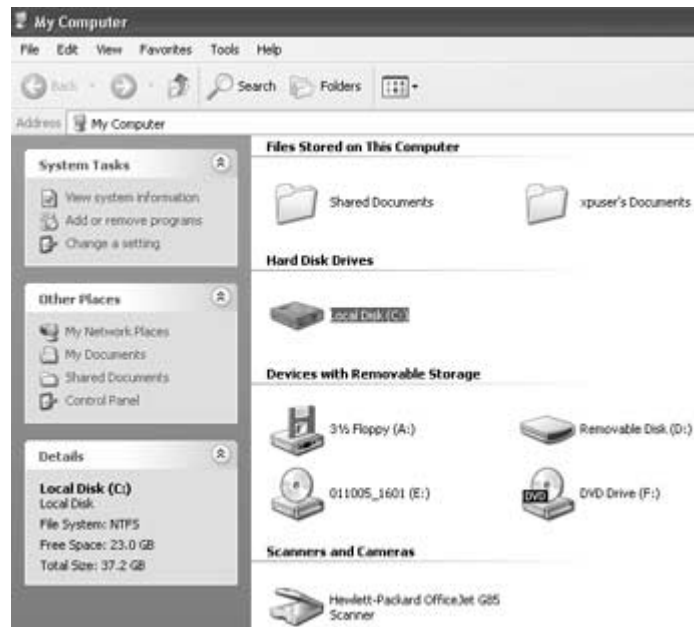 My Computer
File Edit View Favorites Tools Help
Back Search Folders
Address My Computer
System Tasks
View system information
Add or remove programs
Change a setting
Other Places
My Network Places
My Documents
Shared Documents
Control Panel
Details
Local Disk (C:)
Local Disk
File System: NTFS
Free Space: 23.0 GB
Total Size: 37.2 GB
Files Stored on This Computer
Shared Documents xpuser's Documents
Hard Disk Drives
Local Disk (C:)
Devices with Removable Storage
3½ Floppy (A:) Removable Disk (D:)
011005_1601 (E:) DVD DVD Drive (F:)
Scanners and Cameras
Hewlett-Packard OfficeJet G85
Scanner